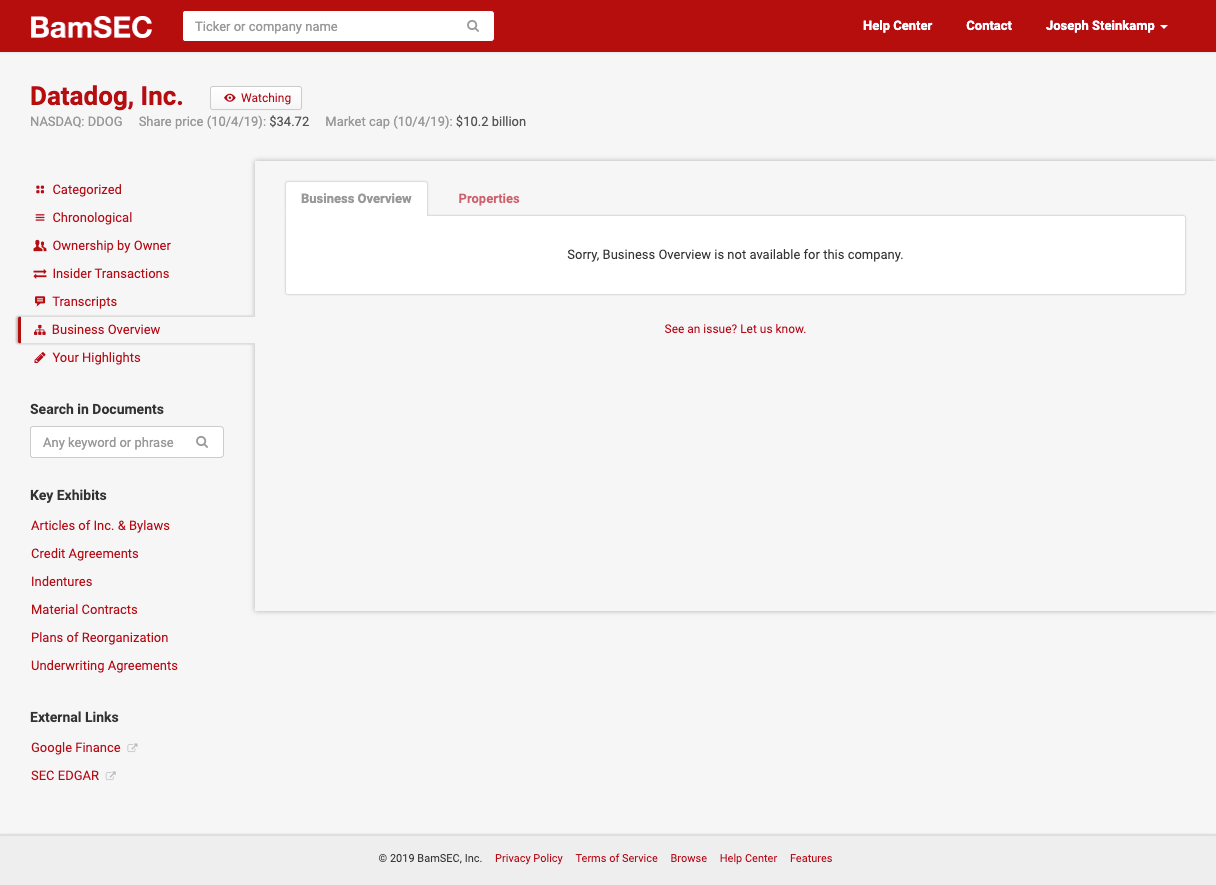 BamSEC
Ticker or company name
Help Center
Contact
Joseph Steinkamp
Datadog, Inc.
Watching
NASDAQ: DDOG Share price (10/4/19): $34.72 Market cap (10/4/19): $10.2 billion
Categorized
Chronological
Ownership by Owner
Insider Transactions
Transcripts
Business Overview
Your Highlights
Search in Documents
Any keyword or phrase
Key Exhibits
Articles of Inc. & Bylaws
Credit Agreements
Indentures
Material Contracts
Plans of Reorganization
Underwriting Agreements
External Links
Google Finance
SEC EDGAR
Business Overview
Properties
Sorry, Business Overview is not available for this company.
See an issue? Let us know.
© 2019 BamSEC, Inc. Privacy Policy Terms of Service Browse Help Center Features